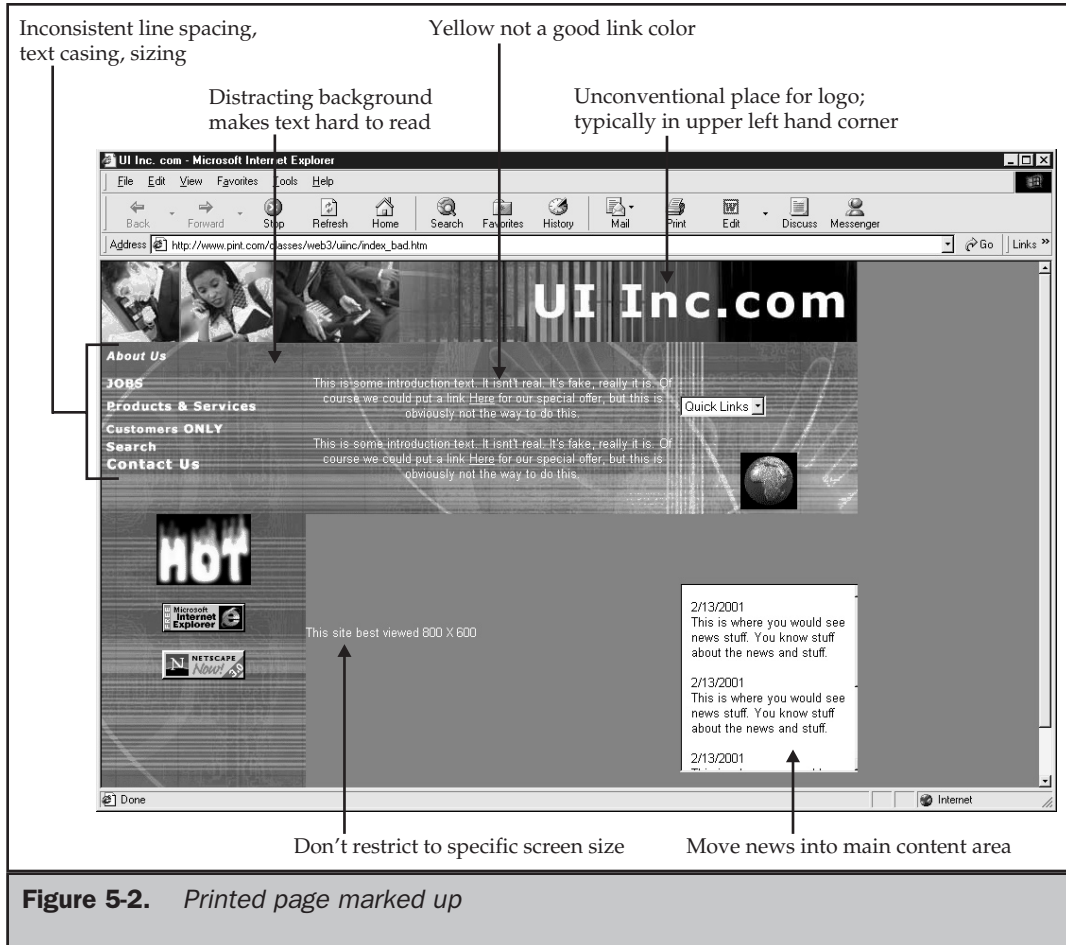 Inconsistent line spacing,
text casing, sizing
Yellow not a good link color
Distracting background
makes text hard to read
Unconventional place for logo;
typically in upper left hand corner
UI Inc. com - Microsoft Internet Explorer
File Edit View Favorites Tools Help
Back Forward Stop Refresh Home Search Favorites History Mail Print Edit Discuss Messenger
Address http://www.pint.com/classes/web3/uiinc/index_bad.htm Go Links »
UI Inc.com
About Us
JOBS
Products & Services
Customers ONLY
Search
Contact Us
This is some introduction text. It isnt't real. It's fake, really it is. Of
course we could put a link Here for our special offer, but this is
obviously not the way to do this.
This is some introduction text. It isnt't real. It's fake, really it is. Of
course we could put a link Here for our special offer, but this is
obviously not the way to do this.
Quick Links
HOT
Microsoft
Internet
Explorer
N NETSCAPE
Now! 3.0
This site best viewed 800 X 600
2/13/2001
This is where you would see
news stuff. You know stuff
about the news and stuff.
2/13/2001
This is where you would see
news stuff. You know stuff
about the news and stuff.
2/13/2001
Done Internet
Don't restrict to specific screen size
Move news into main content area
Figure 5-2. Printed page marked up